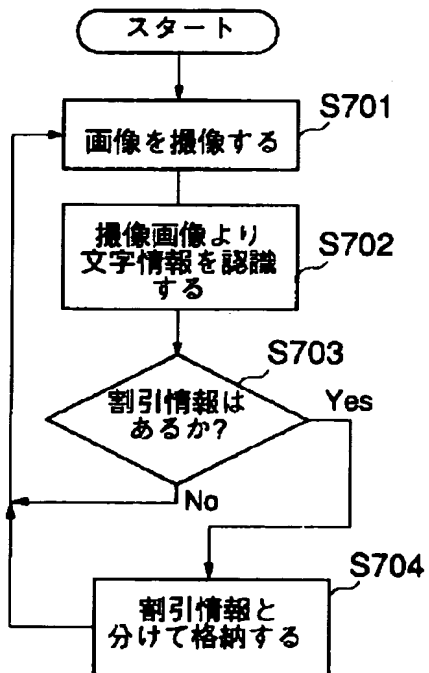 スタート
S701
画像を撮像する
S702
撮像画像より
文字情報を認識
する
S703
割引情報は
あるか?
Yes
No
S704
割引情報と
分けて格納する